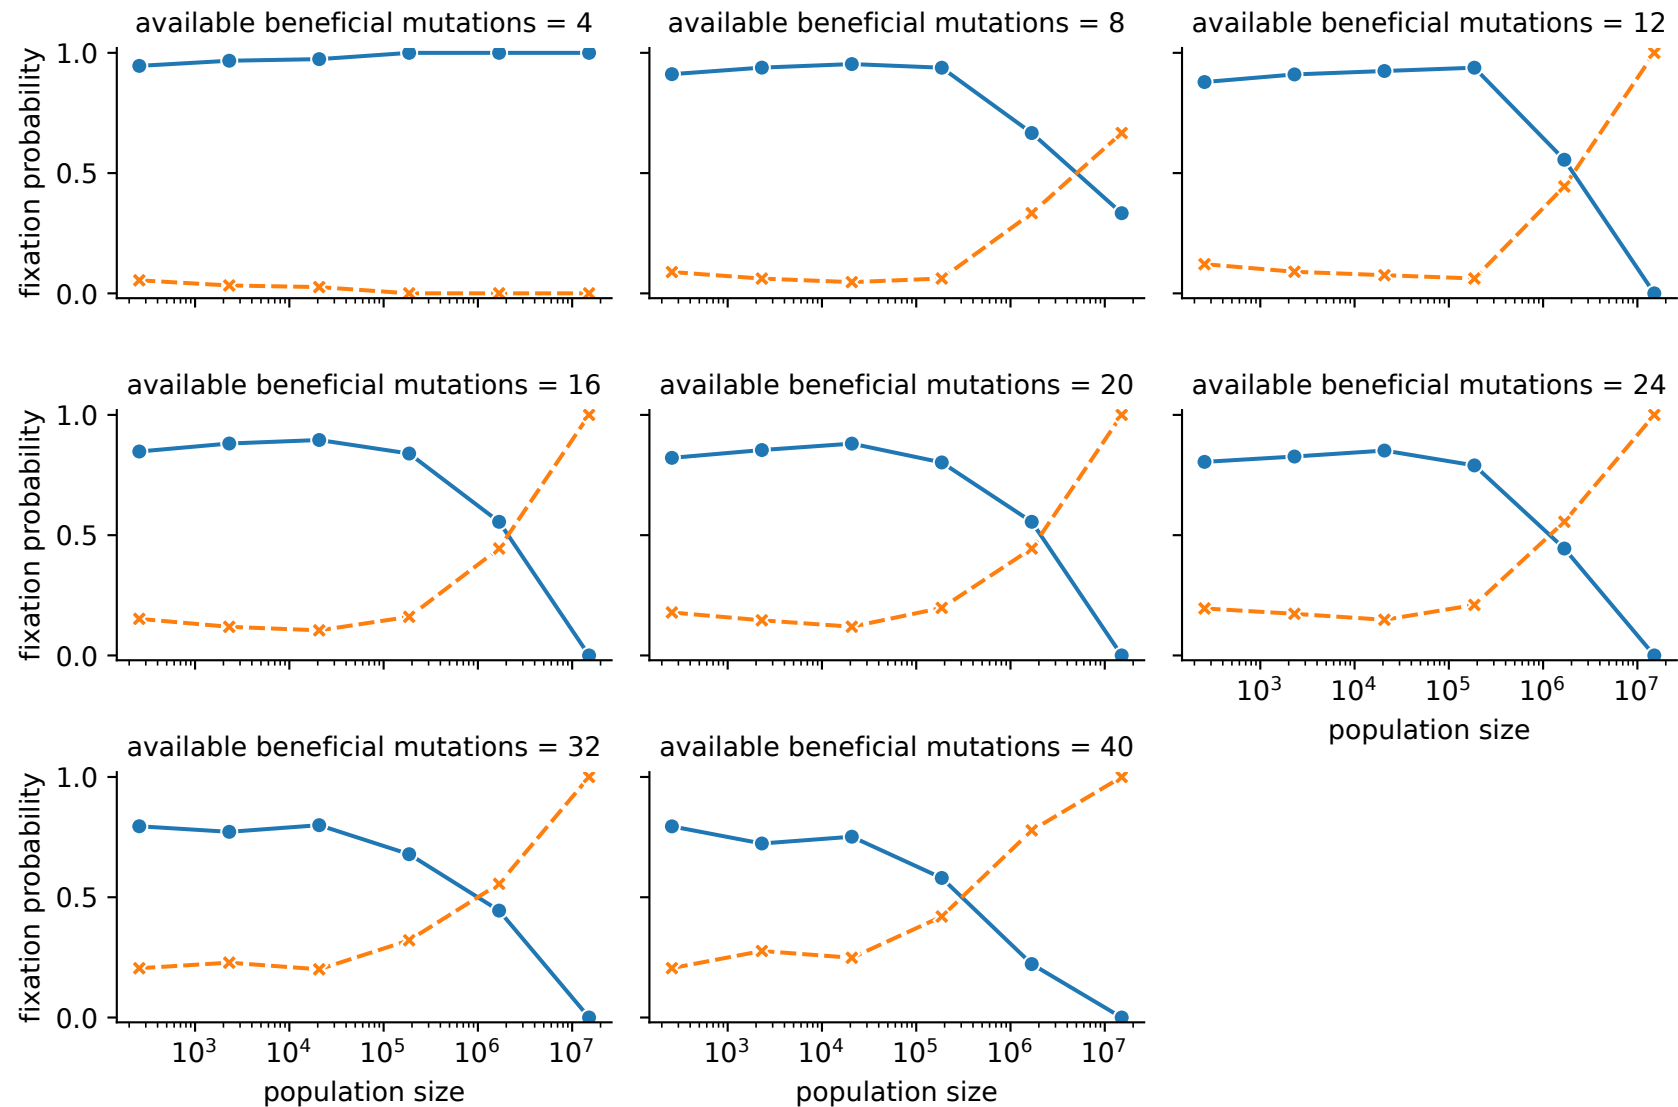 available beneficial mutations = 4
available beneficial mutations = 8
available beneficial mutations = 12
fixation probability
1.0
0.5
0.0
available beneficial mutations = 16
available beneficial mutations = 20
available beneficial mutations = 24
fixation probability
1.0
0.5
0.0
10³ 10⁴ 10⁵ 10⁶ 10⁷
population size
available beneficial mutations = 32
available beneficial mutations = 40
fixation probability
1.0
0.5
0.0
10³ 10⁴ 10⁵ 10⁶ 10⁷
population size
10³ 10⁴ 10⁵ 10⁶ 10⁷
population size